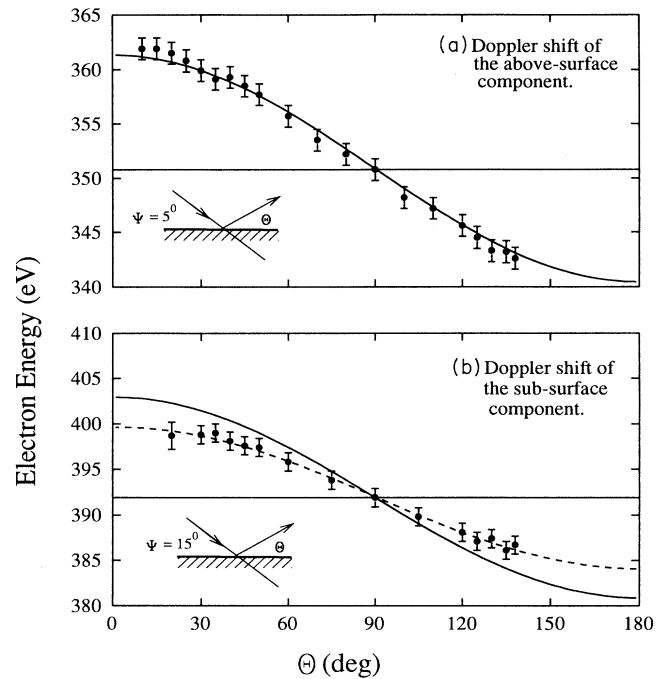 365
360
355
350
345
340
(a) Doppler shift of
the above-surface
component.
Ψ = 5⁰
Θ
Electron Energy (eV)
410
405
400
395
390
385
380
(b) Doppler shift of
the sub-surface
component.
Ψ = 15⁰
Θ
0 30 60 90 120 150 180
Θ (deg)